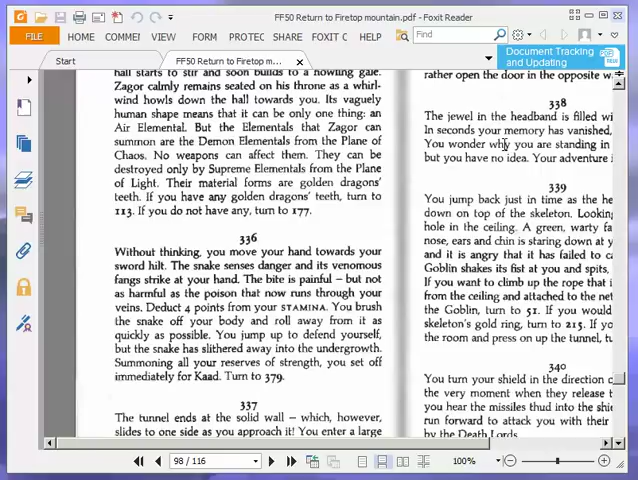 FF50 Return to Firetop mountain.pdf - Foxit Reader
FILE HOME COMMEI FORM PROTEC SHARE FOXIT C HELP
Find
Start
FF50 Return to Firetop m...
Document Tracking and Updating
hall starts to stir and soon builds to a howling gale.
Zagor calmly remains seated on his throne as a whirl-
wind howls down the hall towards you. Its vaguely
human shape means that it can be only one thing: an
Air Elemental. But the Elementals that Zagor can
summon are the Demon Elementals from the Plane of
Chaos. No weapons can affect them. They can be
destroyed only by Supreme Elementals from the Plane
of Light. Their material forms are golden dragons'
teeth. If you have any golden dragons' teeth, turn to
113. If you do not have any, turn to 177.
336
Without thinking, you move your hand towards your
sword hilt. The snake senses danger and its venomous
fangs strike at your hand. The bite is painful – but not
as harmful as the poison that now runs through your
veins. Deduct 4 points from your STAMINA. You brush
the snake off your body and roll away from it as
quickly as possible. You jump up to defend yourself,
but the snake has slithered away into the undergrowth.
Summoning all your reserves of strength, you set off
immediately for Kaad. Turn to 379.
337
The tunnel ends at the solid wall – which, however,
slides to one side as you approach it! You enter a large
rather open the door in the opposite w
338
The jewel in the headband is filled wi
In seconds your memory has vanished,
You wonder why you are standing in
but you have no idea. Your adventure i
339
You jump back just in time as the he
down on top of the skeleton. Looking
hole in the ceiling. A green, warty fa
nose, ears and chin is staring down at y
and it is angry that it has failed to ca
Goblin shakes its fist at you and spits,
If you want to climb up the rope that i
from the ceiling and attached to the net
the Goblin, turn to 51. If you would
skeleton's gold ring, turn to 215. If yo
the room and press on up the tunnel, tu
340
You turn your shield in the direction o
the very moment when they release t
you hear the missiles thud into the shie
run forward to attack you with their
by the Death Lords.
98 / 116
100%